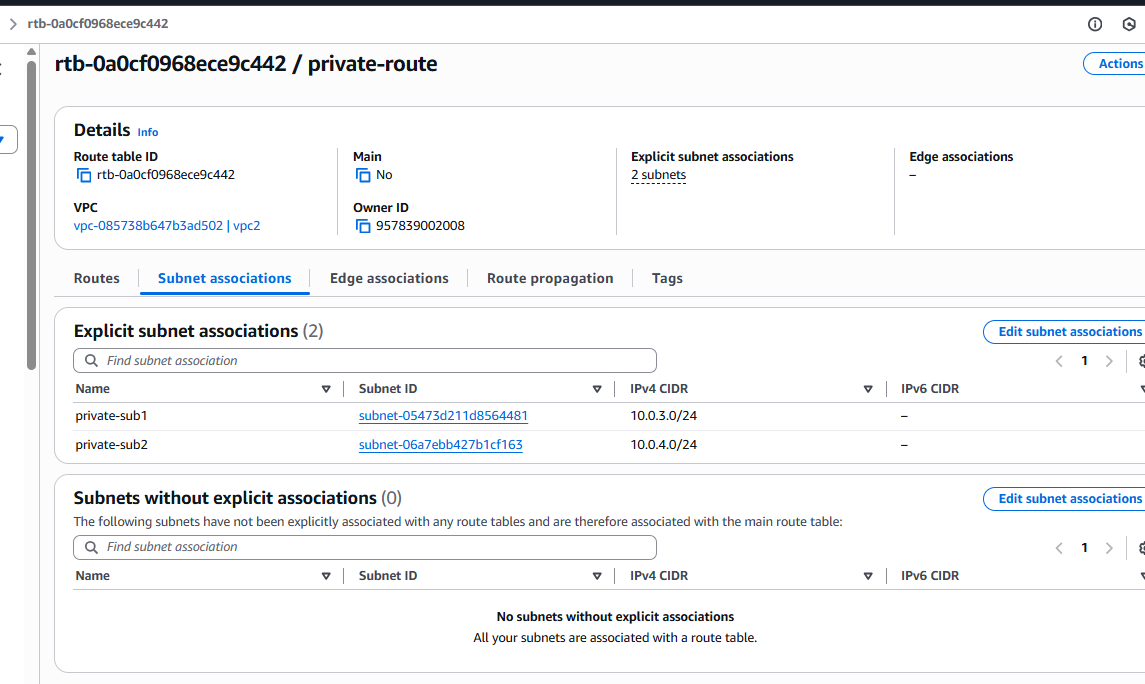 rtb-0a0cf0968ece9c442
rtb-0a0cf0968ece9c442 / private-route
Actions
Details Info
Route table ID
rtb-0a0cf0968ece9c442
Main
No
Explicit subnet associations
2 subnets
Edge associations
–
VPC
vpc-085738b647b3ad502 | vpc2
Owner ID
957839002008
Routes Subnet associations Edge associations Route propagation Tags
Explicit subnet associations (2)
Edit subnet associations
Find subnet association
1
Name Subnet ID IPv4 CIDR IPv6 CIDR
private-sub1 subnet-05473d211d8564481 10.0.3.0/24 –
private-sub2 subnet-06a7ebb427b1cf163 10.0.4.0/24 –
Subnets without explicit associations (0)
Edit subnet associations
The following subnets have not been explicitly associated with any route tables and are therefore associated with the main route table:
Find subnet association
1
Name Subnet ID IPv4 CIDR IPv6 CIDR
No subnets without explicit associations
All your subnets are associated with a route table.